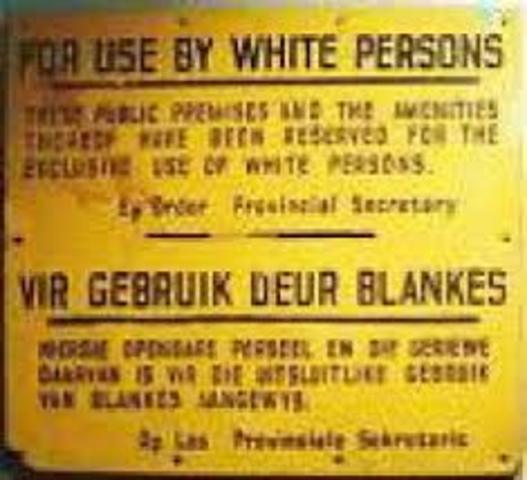 FOR USE BY WHITE PERSONS
THESE PUBLIC PREMISES AND THE AMENITIES
THEREOF HAVE BEEN RESERVED FOR THE
EXCLUSIVE USE OF WHITE PERSONS.
By Order Provincial Secretary
VIR GEBRUIK DEUR BLANKES
HIERDIE OPENBARE PERSEEL EN DIE GERIEWE
DAARVAN IS VIR DIE UITSLUITLIKE GEBRUIK
VAN BLANKES AANGEWYS.
Op Las Provinsiale Sekretaris